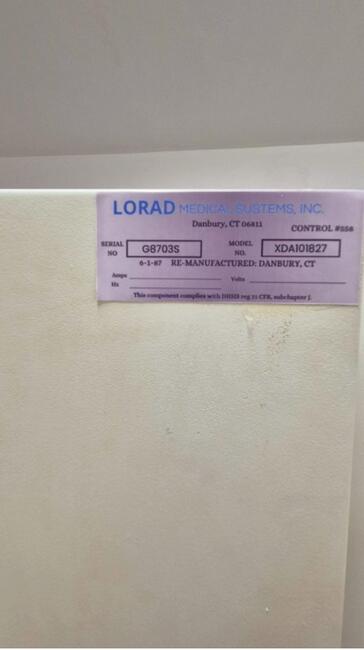 LORAD MEDICAL SYSTEMS, INC.
Danbury, CT 06811
CONTROL #558
SERIAL NO G8703S MODEL NO. XDA101827
6-1-87 RE-MANUFACTURED: DANBURY, CT
Amps Volts
Hz
This component complies with DHHS reg 21 CFR, subchapter J.